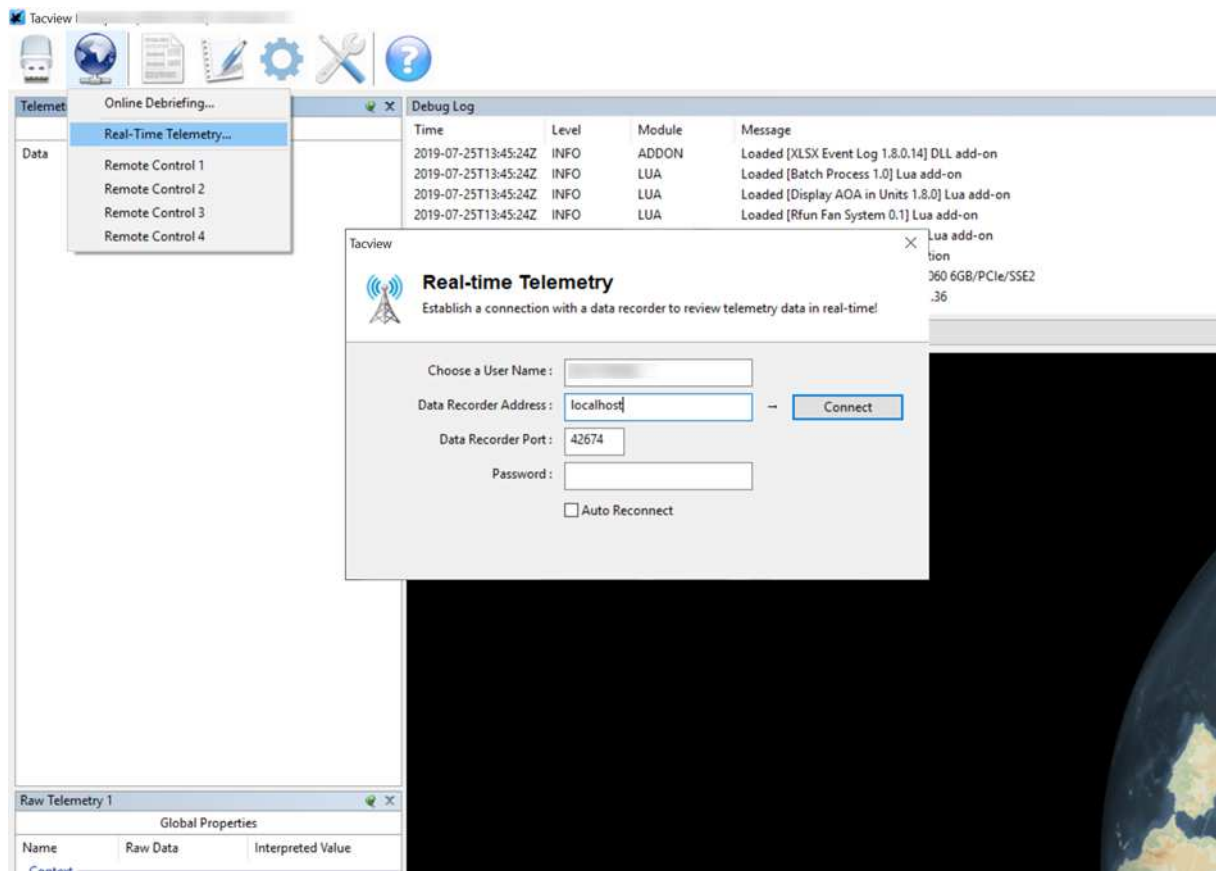 Tacview
Telemet
Online Debriefing...
Real-Time Telemetry...
Remote Control 1
Remote Control 2
Remote Control 3
Remote Control 4
Data
Debug Log
Time Level Module Message
2019-07-25T13:45:24Z INFO ADDON Loaded [XLSX Event Log 1.8.0.14] DLL add-on
2019-07-25T13:45:24Z INFO LUA Loaded [Batch Process 1.0] Lua add-on
2019-07-25T13:45:24Z INFO LUA Loaded [Display AOA in Units 1.8.0] Lua add-on
2019-07-25T13:45:24Z INFO LUA Loaded [Rfun Fan System 0.1] Lua add-on
Lua add-on
tion
060 6GB/PCIe/SSE2
.36
Tacview
Real-time Telemetry
Establish a connection with a data recorder to review telemetry data in real-time!
Choose a User Name :
Data Recorder Address : localhost → Connect
Data Recorder Port : 42674
Password :
Auto Reconnect
Raw Telemetry 1
Global Properties
Name Raw Data Interpreted Value
Context